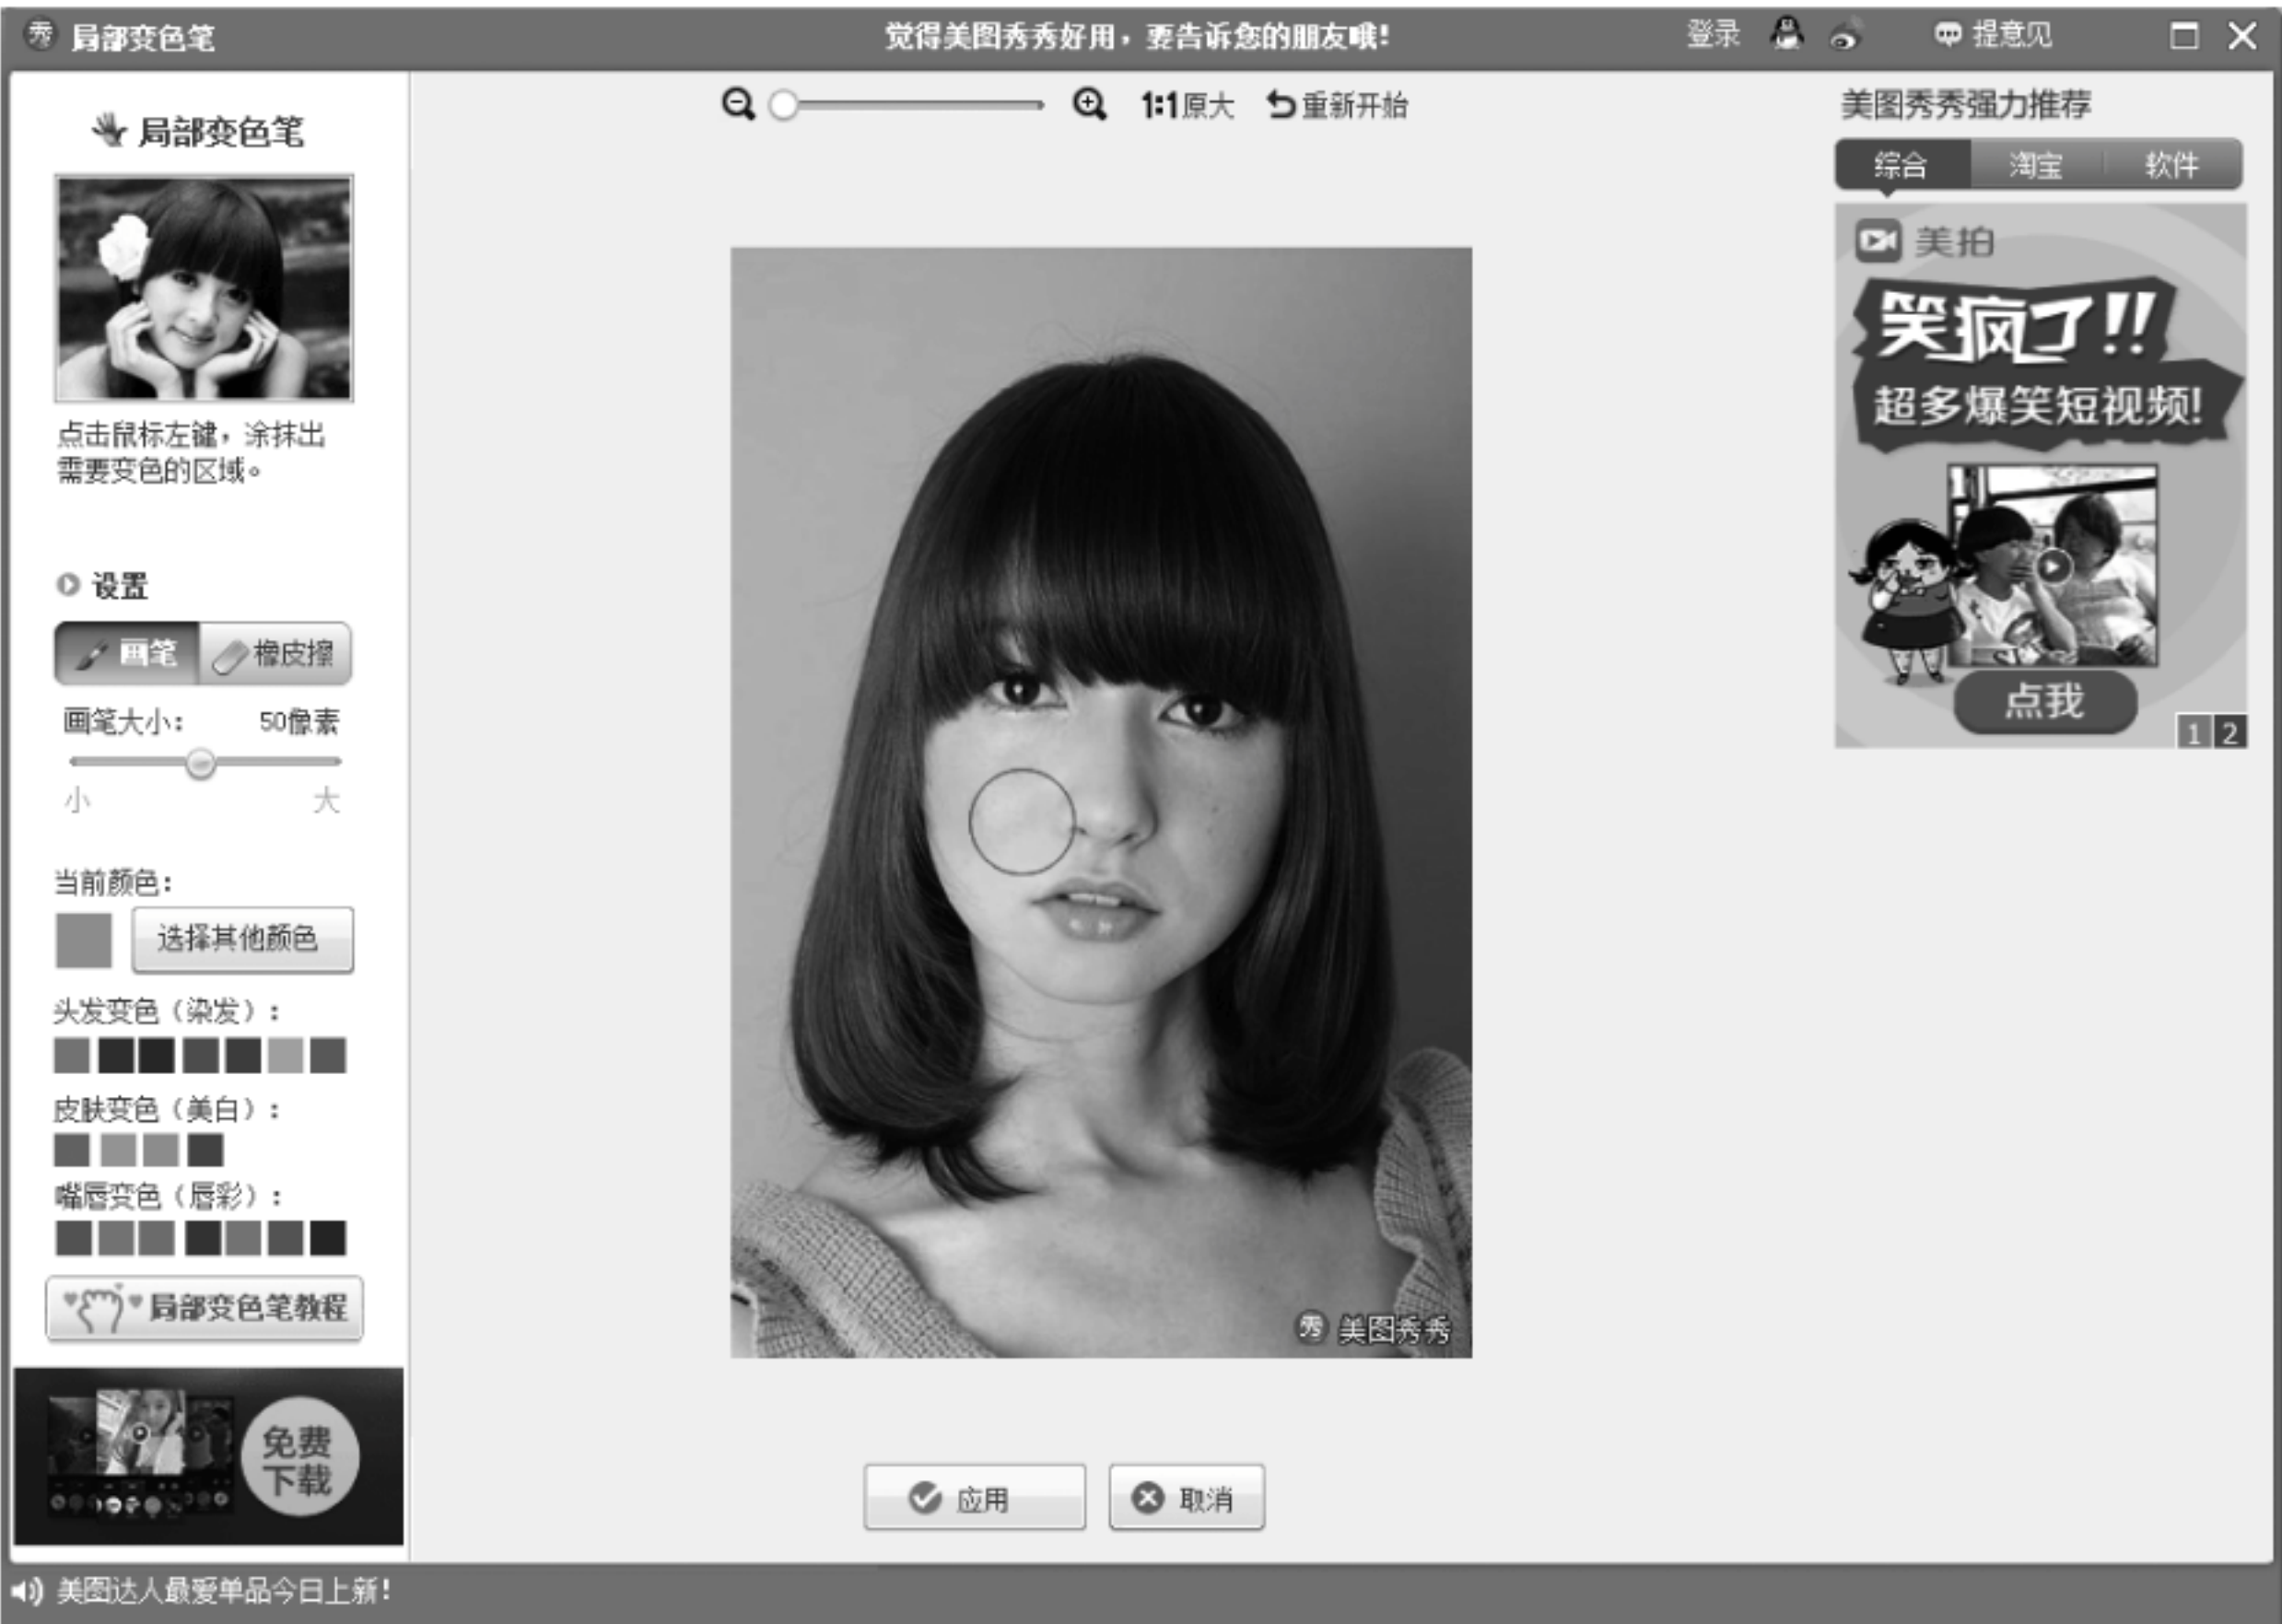 秀 局部变色笔
觉得美图秀秀好用，要告诉您的朋友哦!
登录 提意见
局部变色笔
点击鼠标左键，涂抹出
需要变色的区域。
设置
画笔 橡皮擦
画笔大小: 50像素
小 大
当前颜色:
选择其他颜色
头发变色（染发）:
皮肤变色（美白）:
嘴唇变色（唇彩）:
局部变色笔教程
免费
下载
1:1原大 重新开始
秀 美图秀秀
应用 取消
美图秀秀强力推荐
综合 淘宝 软件
美拍
笑疯了!!
超多爆笑短视频!
点我
1 2
美图达人最爱单品今日上新!